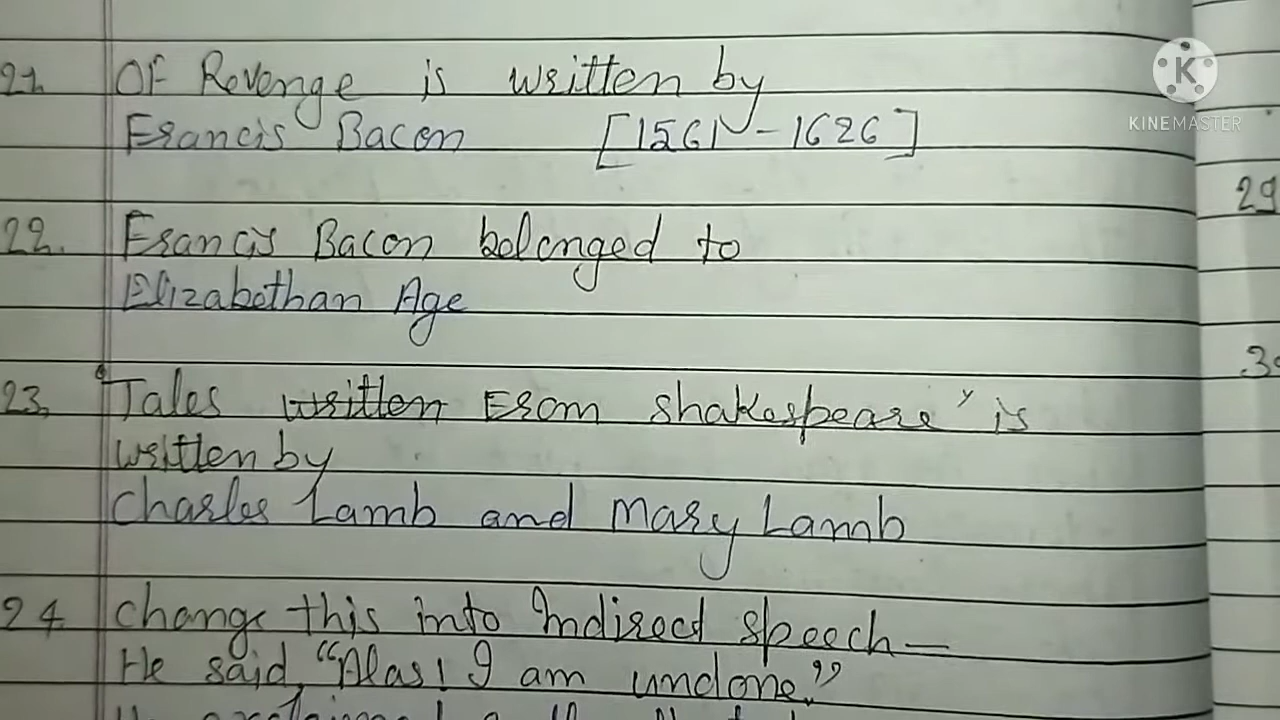 21. Of Revenge is written by
Francis Bacon [1561 - 1626]
22. Francis Bacon belonged to
Elizabethan Age
23. "Tales written From shakespeare" is
written by
Charles Lamb and Mary Lamb
24. Change this into Indirect speech—
He said, "Alas! I am undone."
He exclaimed
29
KINEMASTER